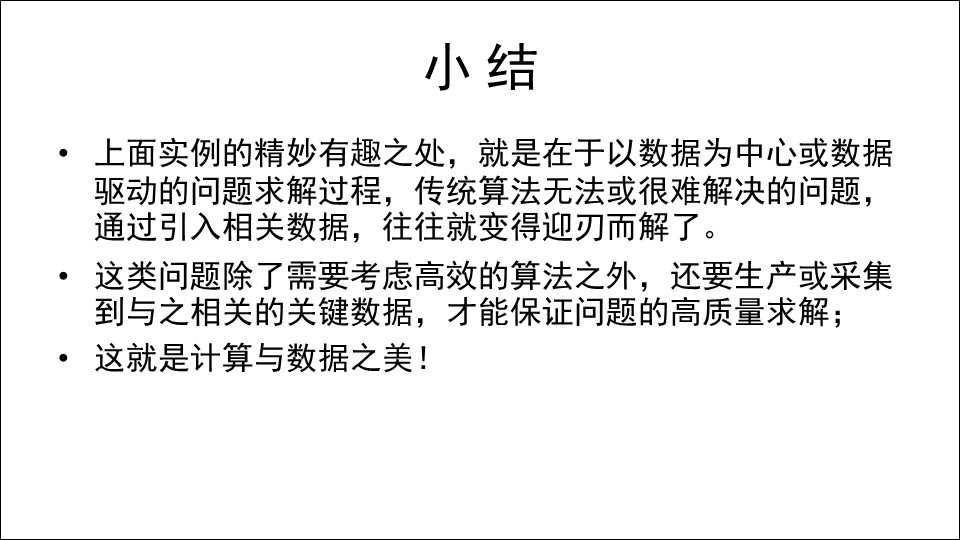 小 结
• 上面实例的精妙有趣之处，就是在于以数据为中心或数据
驱动的问题求解过程，传统算法无法或很难解决的问题，
通过引入相关数据，往往就变得迎刃而解了。
• 这类问题除了需要考虑高效的算法之外，还要生产或采集
到与之相关的关键数据，才能保证问题的高质量求解；
• 这就是计算与数据之美！